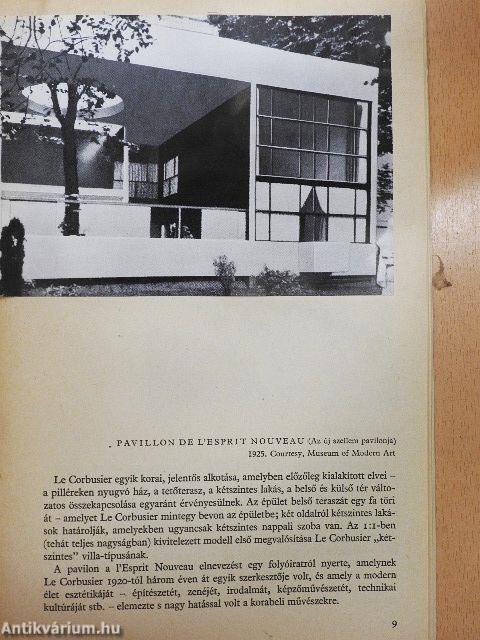 PAVILLON DE L'ESPRIT NOUVEAU (Az új szellem pavilonja)
1925. Courtesy, Museum of Modern Art
Le Corbusier egyik korai, jelentős alkotása, amelyben előzőleg kialakított elvei –
a pilléreken nyugvó ház, a tetőterasz, a kétszintes lakás, a belső és külső térválto-
zatos összekapcsolása egyaránt érvényesülnek. Az épület belső teraszát egy fa töri
át – amelyet Le Corbusier mintegy bevon az épületbe; két oldalról kétszintes laká-
sok határolják, amelyekben ugyancsak kétszintes nappali szoba van. Az 1:1-ben
(tehát teljes nagyságban) kivitelezett modell első megvalósítása Le Corbusier „két-
szintes” villa-típusának.
A pavilon a l'Esprit Nouveau elnevezést egy folyóiratról nyerte, amelynek
Le Corbusier 1920-tól három éven át egyik szerkesztője volt, és amely a modern
élet esztétikáját – építészetét, zenéjét, irodalmát, képzőművészetét, technikai
kultúráját stb. – elemezte s nagy hatással volt a korabeli művészekre.
9
Antikvárium.hu